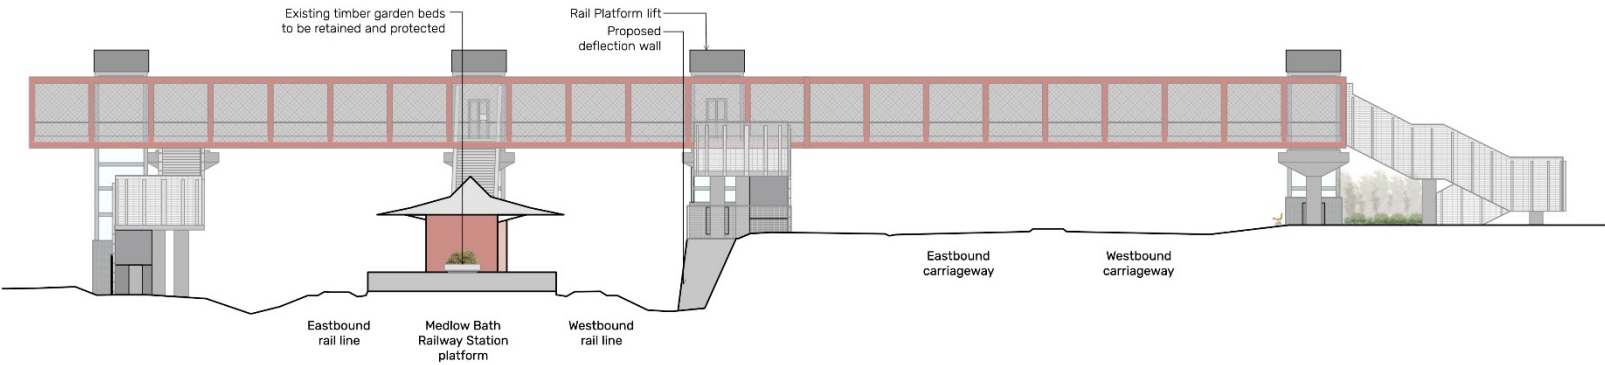 Existing timber garden beds
to be retained and protected
Rail Platform lift
Proposed
deflection wall
Eastbound
carriageway
Westbound
carriageway
Eastbound
rail line
Medlow Bath
Railway Station
platform
Westbound
rail line